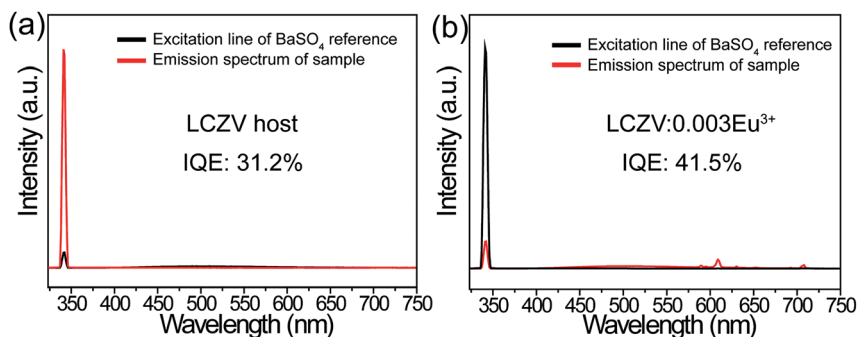 (a)
Excitation line of BaSO₄ reference
Emission spectrum of sample
LCZV host
IQE: 31.2%
Intensity (a.u.)
350 400 450 500 550 600 650 700 750
Wavelength (nm)
(b)
Excitation line of BaSO₄ reference
Emission spectrum of sample
LCZV:0.003Eu³⁺
IQE: 41.5%
Intensity (a.u.)
350 400 450 500 550 600 650 700 750
Wavelength (nm)